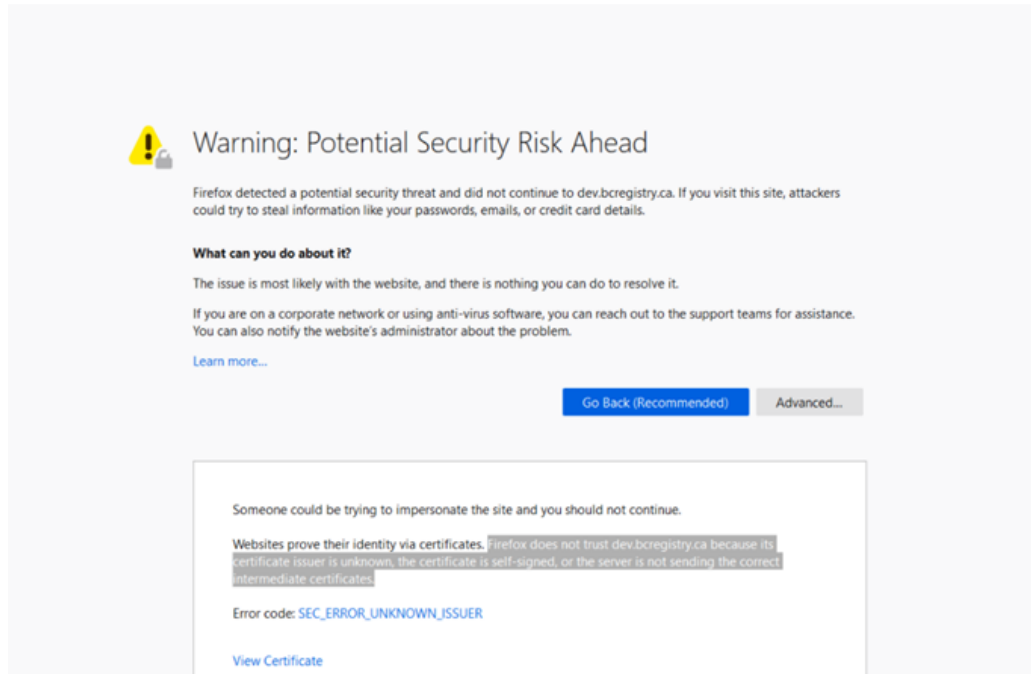 Warning: Potential Security Risk Ahead
Firefox detected a potential security threat and did not continue to dev.bcregistry.ca. If you visit this site, attackers
could try to steal information like your passwords, emails, or credit card details.
What can you do about it?
The issue is most likely with the website, and there is nothing you can do to resolve it.
If you are on a corporate network or using anti-virus software, you can reach out to the support teams for assistance.
You can also notify the website's administrator about the problem.
Learn more...
Go Back (Recommended) Advanced...
Someone could be trying to impersonate the site and you should not continue.
Websites prove their identity via certificates. Firefox does not trust dev.bcregistry.ca because its
certificate issuer is unknown, the certificate is self-signed, or the server is not sending the correct
intermediate certificates.
Error code: SEC_ERROR_UNKNOWN_ISSUER
View Certificate